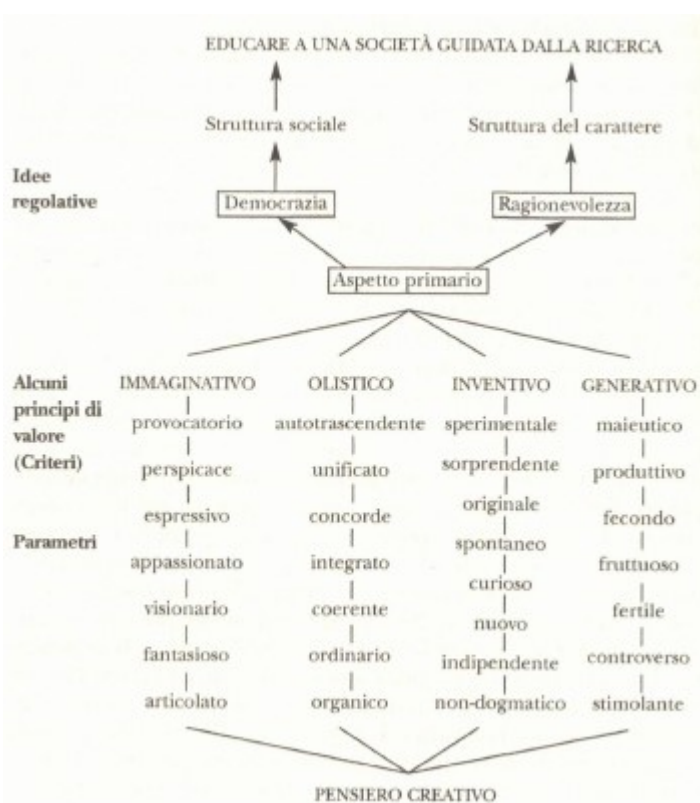 EDUCARE A UNA SOCIETÀ GUIDATA DALLA RICERCA
Struttura sociale
Struttura del carattere
Idee
regolative
Democrazia
Ragionevolezza
Aspetto primario
Alcuni
principi di
valore
(Criteri)
Parametri
IMMAGINATIVO
provocatorio
perspicace
espressivo
appassionato
visionario
fantasioso
articolato
OLISTICO
autotrascendente
unificato
concorde
integrato
coerente
ordinario
organico
INVENTIVO
sperimentale
sorprendente
originale
spontaneo
curioso
nuovo
indipendente
non-dogmatico
GENERATIVO
maieutico
produttivo
fecondo
fruttuoso
fertile
controverso
stimolante
PENSIERO CREATIVO